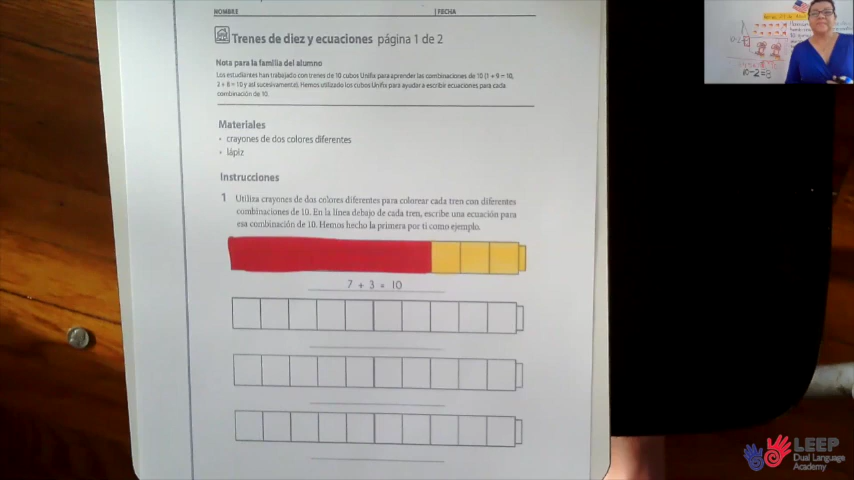 NOMBRE | FECHA
Trenes de diez y ecuaciones página 1 de 2
Nota para la familia del alumno
Los estudiantes han trabajado con trenes de 10 cubos Unifix para aprender las combinaciones de 10 (1 + 9 = 10,
2 + 8 = 10 y así sucesivamente). Hemos utilizado los cubos Unifix para ayudar a escribir ecuaciones para cada
combinación de 10.
Materiales
• crayones de dos colores diferentes
• lápiz
Instrucciones
1 Utiliza crayones de dos colores diferentes para colorear cada tren con diferentes
combinaciones de 10. En la línea debajo de cada tren, escribe una ecuación para
esa combinación de 10. Hemos hecho la primera por ti como ejemplo.
7 + 3 = 10
10-2=8
LEEP
Dual Language
Academy